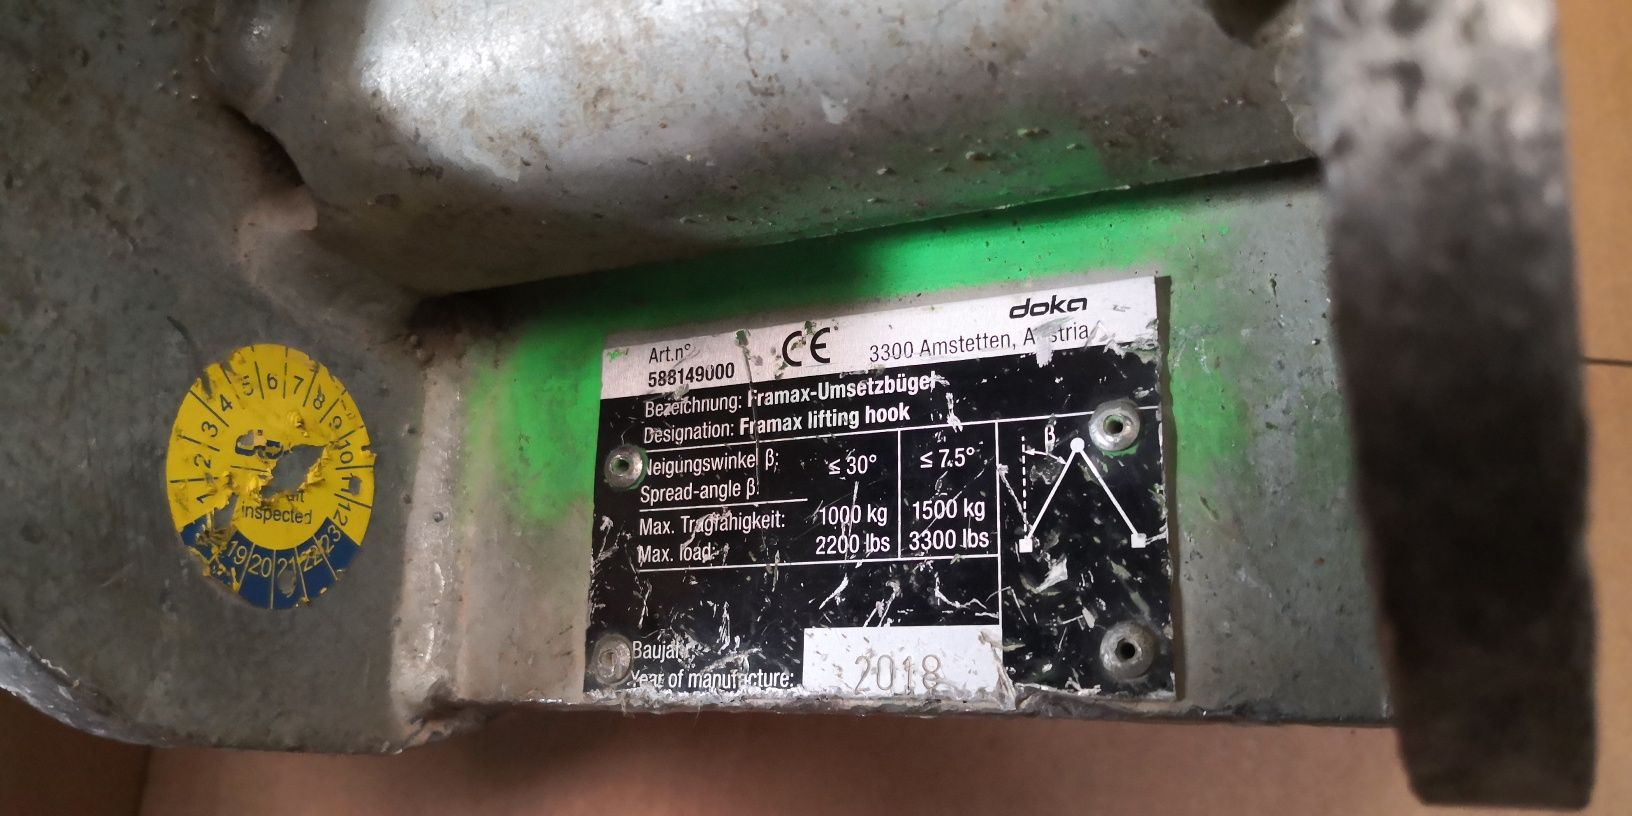 doka
Art.n°
CE
3300 Amstetten, Austria
588149000
Bezeichnung: Framax-Umsetzbügel
Designation: Framax lifting hook
Neigungswinkel β:
≤ 30°
≤ 7.5°
Spread-angle β:
Max. Tragfähigkeit:
1000 kg
1500 kg
Max. load:
2200 lbs
3300 lbs
β
Baujahr
Year of manufacture:
2018
1 2 3 4 5 6 7 8 9 10 11 12
inspected
19 20 21 22 23